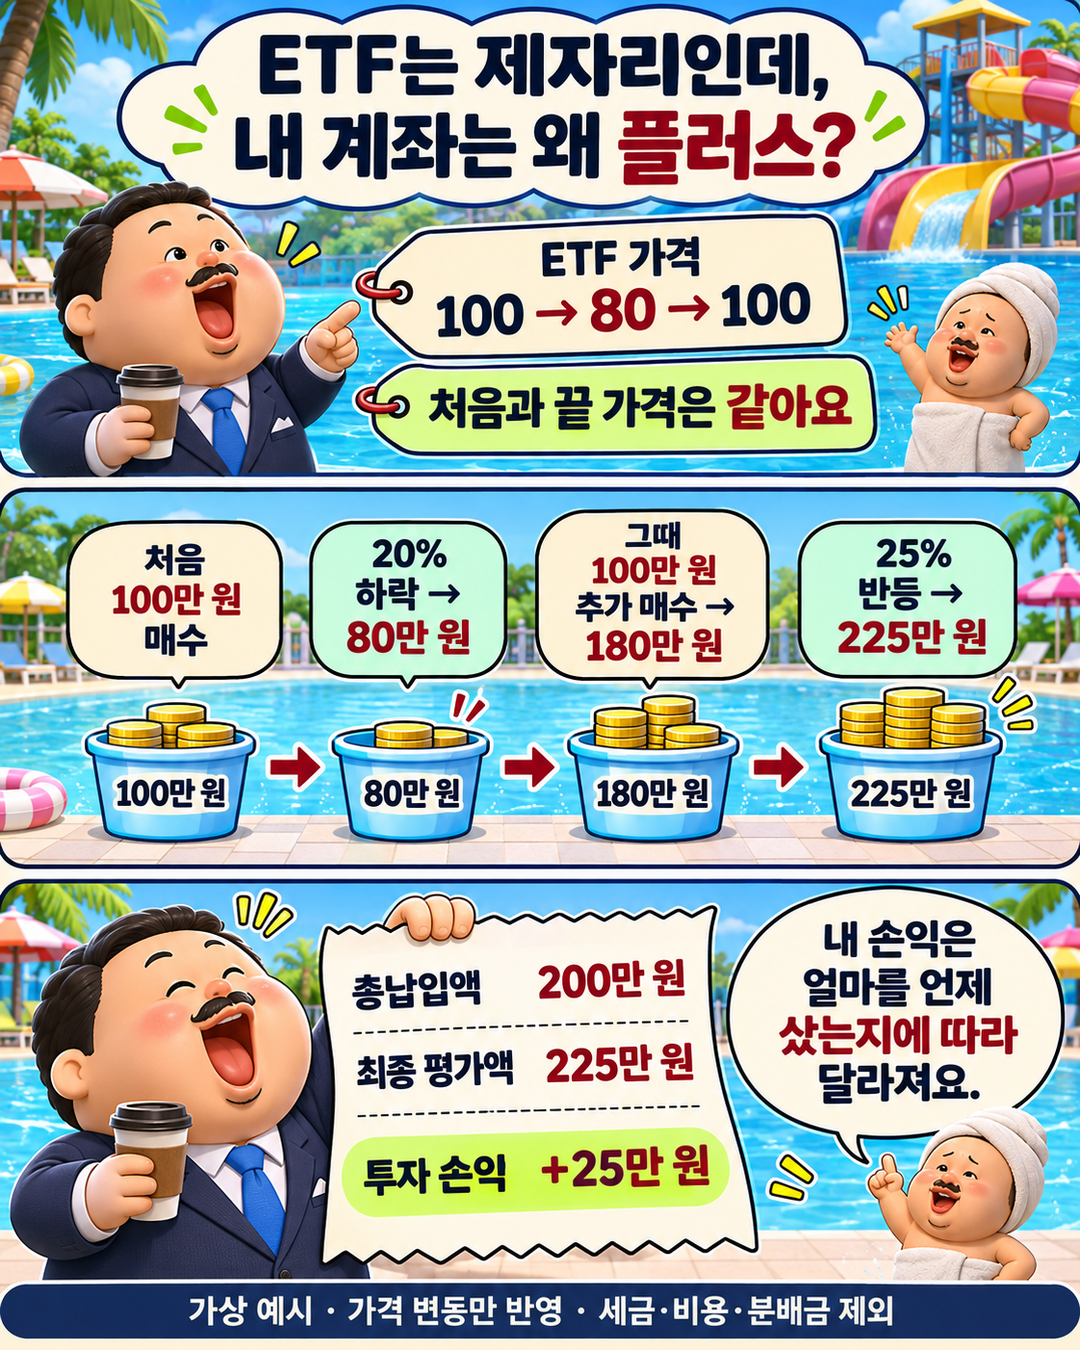 ETF는 제자리인데,
내 계좌는 왜 플러스?
ETF 가격
100 → 80 → 100
처음과 끝 가격은 같아요
처음
100만 원
매수
20%
하락 →
80만 원
그때
100만 원
추가 매수 →
180만 원
25%
반등 →
225만 원
100만 원
80만 원
180만 원
225만 원
총납입액 200만 원
최종 평가액 225만 원
투자 손익 +25만 원
내 손익은
얼마를 언제
샀는지에 따라
달라져요.
가상 예시 · 가격 변동만 반영 · 세금·비용·분배금 제외